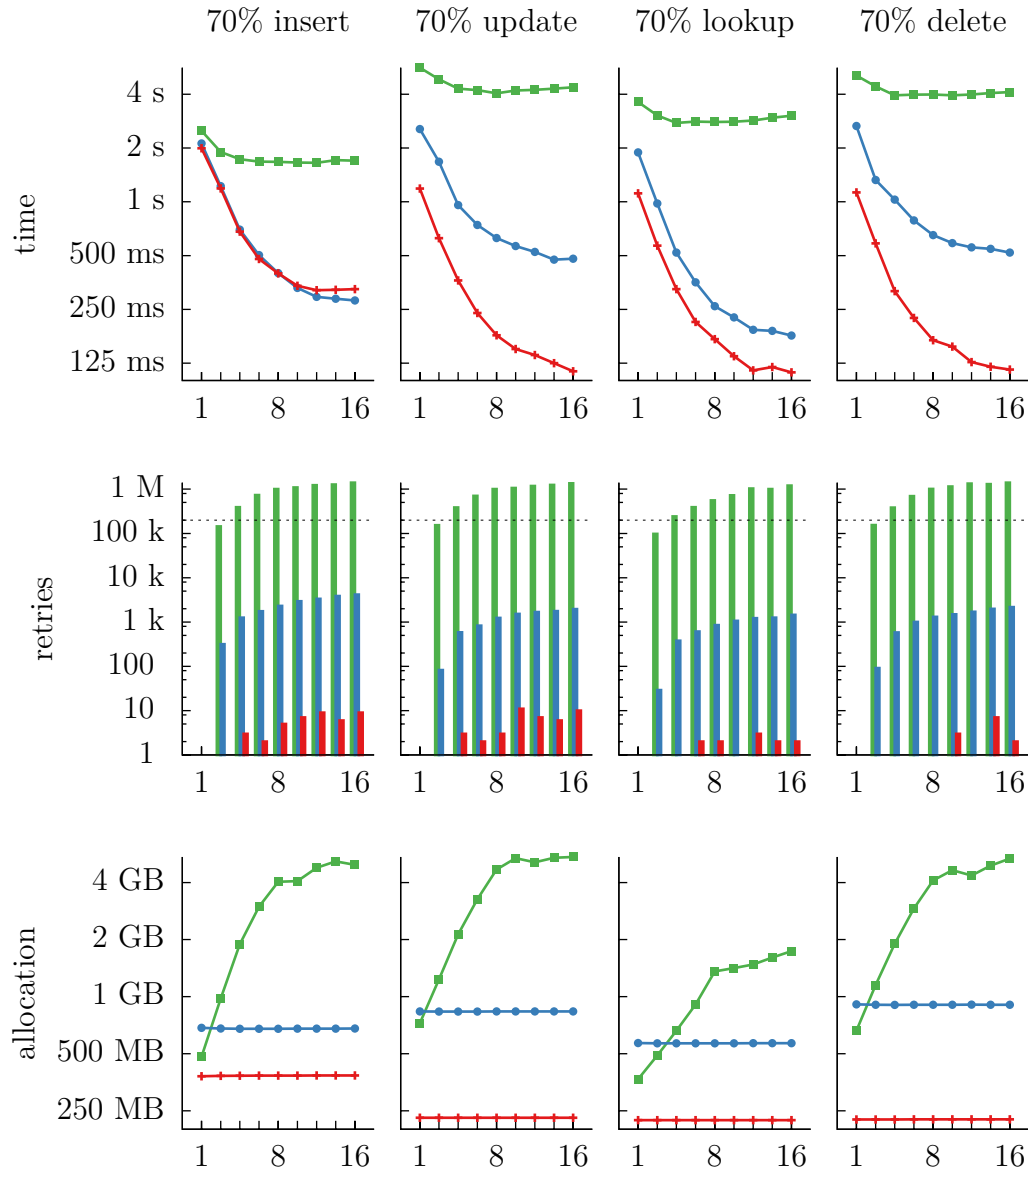 70% insert 70% update 70% lookup 70% delete
time
4 s
2 s
1 s
500 ms
250 ms
125 ms
1 8 16 1 8 16 1 8 16 1 8 16
retries
1 M
100 k
10 k
1 k
100
10
1
1 8 16 1 8 16 1 8 16 1 8 16
allocation
4 GB
2 GB
1 GB
500 MB
250 MB
1 8 16 1 8 16 1 8 16 1 8 16